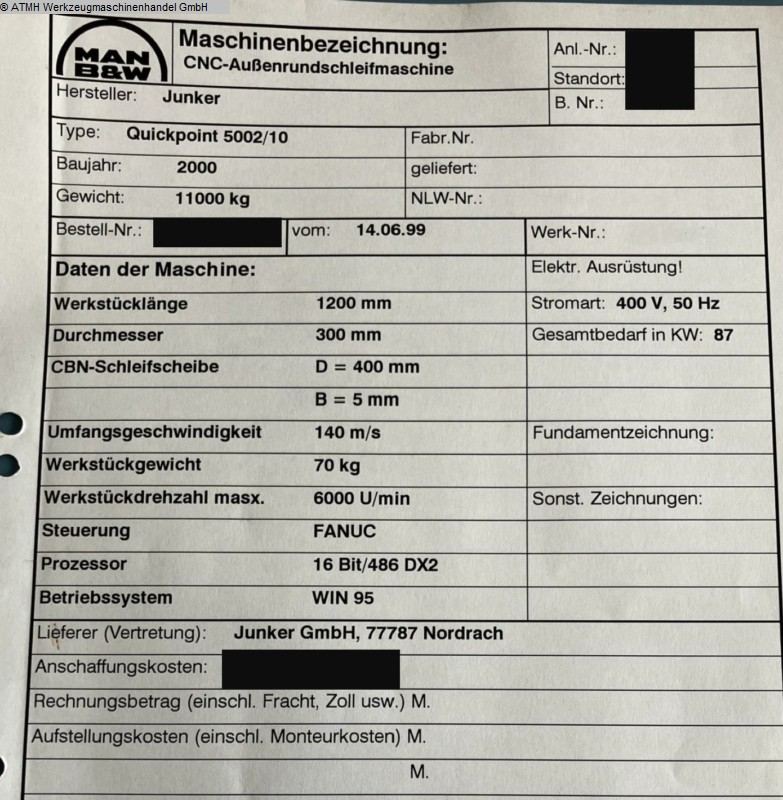 © ATMH Werkzeugmaschinenhandel GmbH
MAN
B&W
Maschinenbezeichnung:
CNC-Außenrundschleifmaschine
Anl.-Nr.:
Standort:
B. Nr.:
Hersteller: Junker
Type: Quickpoint 5002/10 Fabr.Nr.
Baujahr: 2000 geliefert:
Gewicht: 11000 kg NLW-Nr.:
Bestell-Nr.: vom: 14.06.99 Werk-Nr.:
Daten der Maschine: Elektr. Ausrüstung!
Werkstücklänge 1200 mm Stromart: 400 V, 50 Hz
Durchmesser 300 mm Gesamtbedarf in KW: 87
CBN-Schleifscheibe D = 400 mm
B = 5 mm
Umfangsgeschwindigkeit 140 m/s Fundamentzeichnung:
Werkstückgewicht 70 kg
Werkstückdrehzahl masx. 6000 U/min Sonst. Zeichnungen:
Steuerung FANUC
Prozessor 16 Bit/486 DX2
Betriebssystem WIN 95
Lieferer (Vertretung): Junker GmbH, 77787 Nordrach
Anschaffungskosten:
Rechnungsbetrag (einschl. Fracht, Zoll usw.) M.
Aufstellungskosten (einschl. Monteurkosten) M.
M.